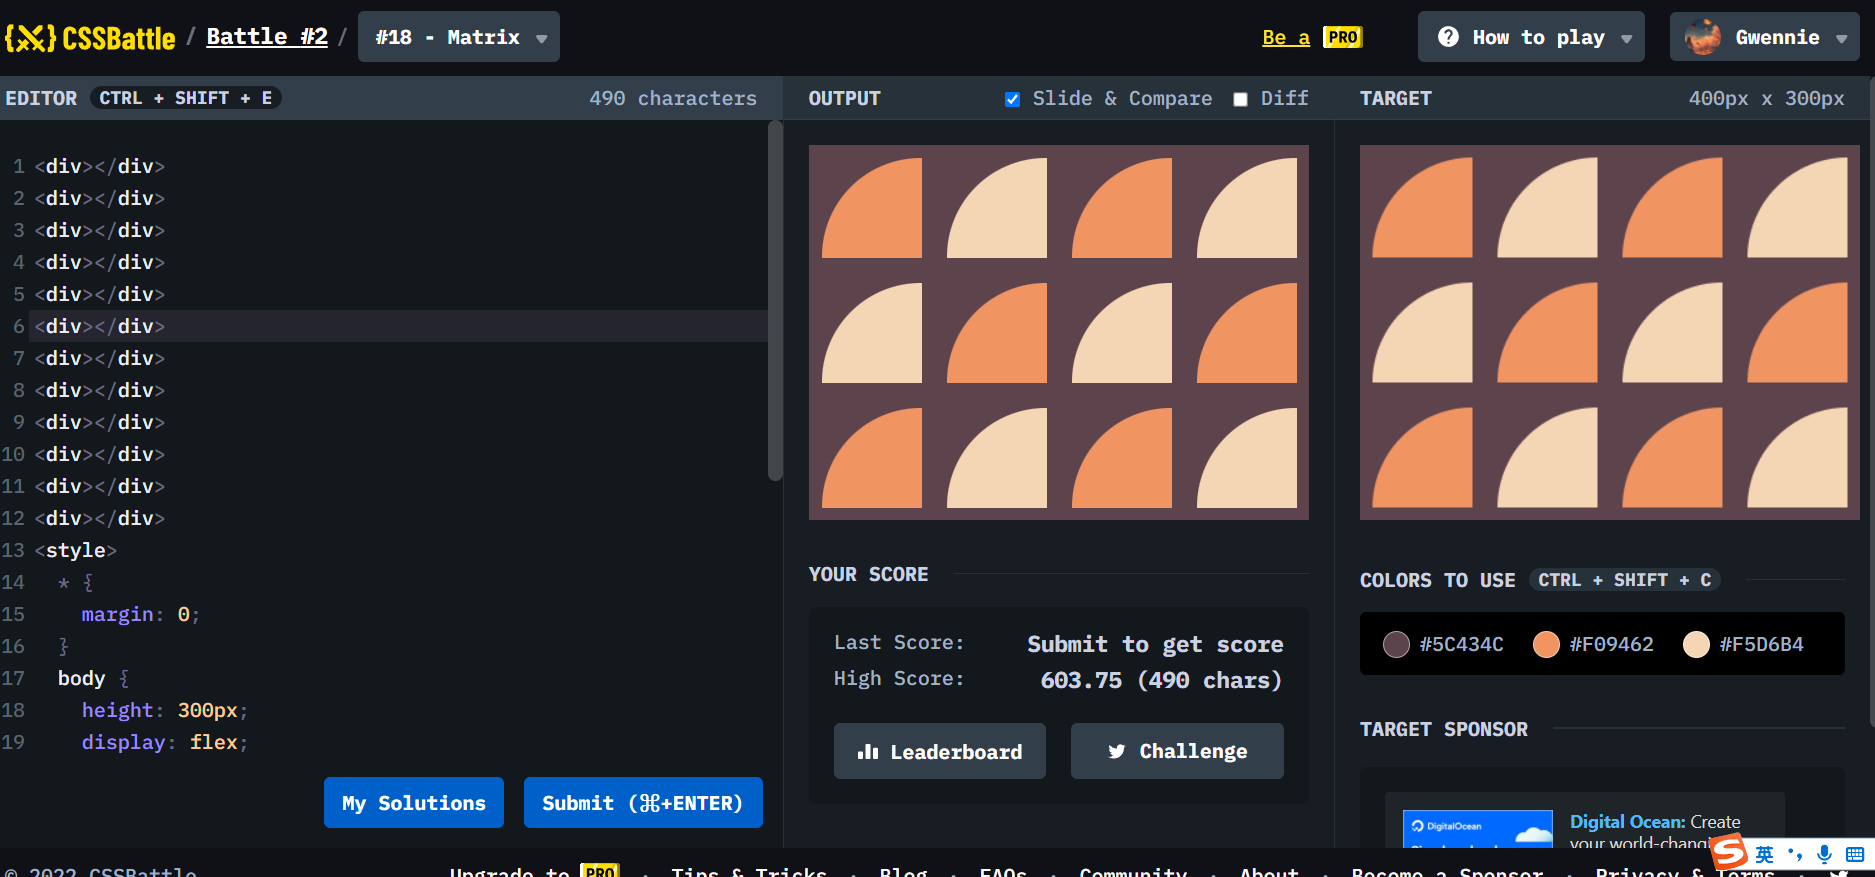 {X} CSSBattle / Battle #2 / #18 - Matrix
Be a PRO
How to play
Gwennie
EDITOR CTRL + SHIFT + E 490 characters
OUTPUT Slide & Compare Diff
TARGET 400px x 300px
1 <div></div>
2 <div></div>
3 <div></div>
4 <div></div>
5 <div></div>
6 <div></div>
7 <div></div>
8 <div></div>
9 <div></div>
10 <div></div>
11 <div></div>
12 <div></div>
13 <style>
14 * {
15 margin: 0;
16 }
17 body {
18 height: 300px;
19 display: flex;
My Solutions
Submit (⌘+ENTER)
YOUR SCORE
Last Score: Submit to get score
High Score: 603.75 (490 chars)
Leaderboard
Challenge
COLORS TO USE CTRL + SHIFT + C
#5C434C #F09462 #F5D6B4
TARGET SPONSOR
DigitalOcean
Digital Ocean: Create
your world-changi
S 英
© 2022 CSSBattle
Upgrade to PRO · Tips & Tricks · Blog · FAQs · Community · About · Become a Sponsor · Privacy & Terms ·